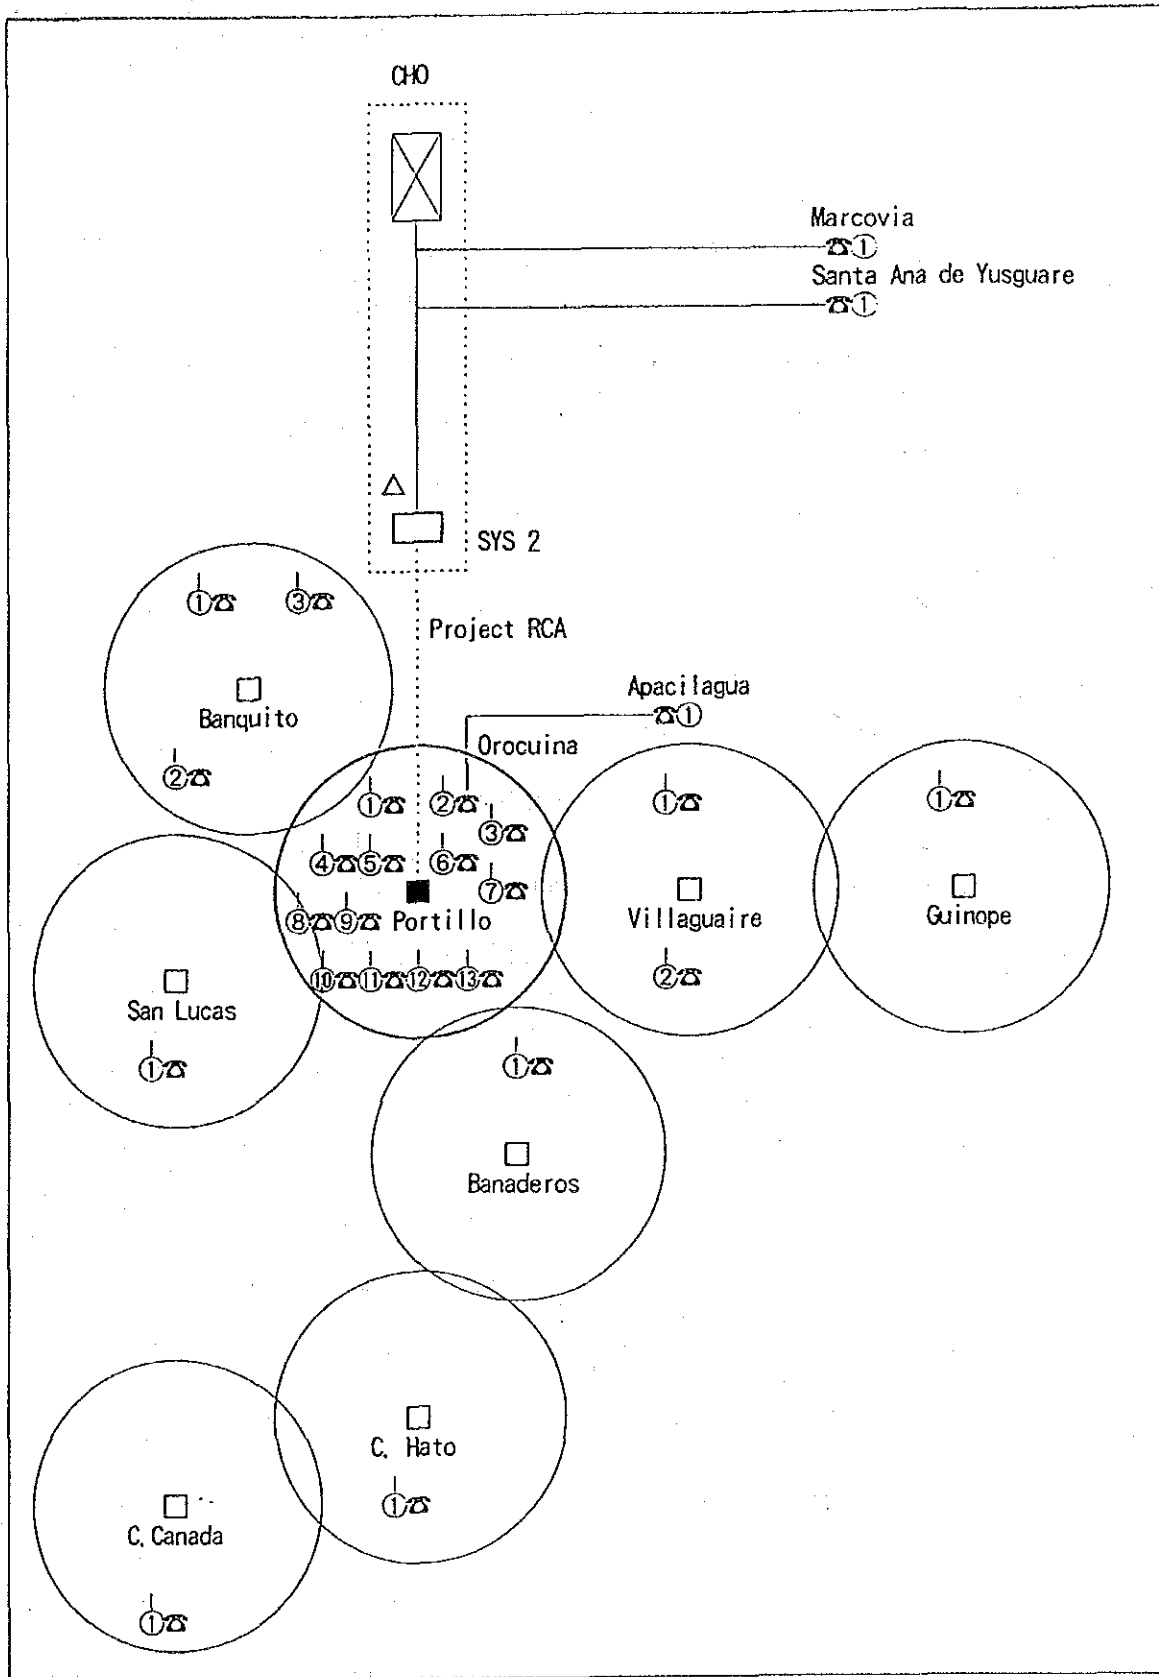 CHO
Marcovia
☎①
Santa Ana de Yusguare
☎①
SYS 2
①☎ ③☎
Project RCA
Banquito
②☎
Apacilagua
☎①
Orocuina
①☎ ②☎
③☎
④☎ ⑤☎ ⑥☎
⑦☎
⑧☎ ⑨☎ Portillo
⑩☎ ⑪☎ ⑫☎ ⑬☎
①☎
Villaguaire
②☎
①☎
Guinope
San Lucas
①☎
①☎
Banaderos
C. Hato
①☎
C. Canada
①☎